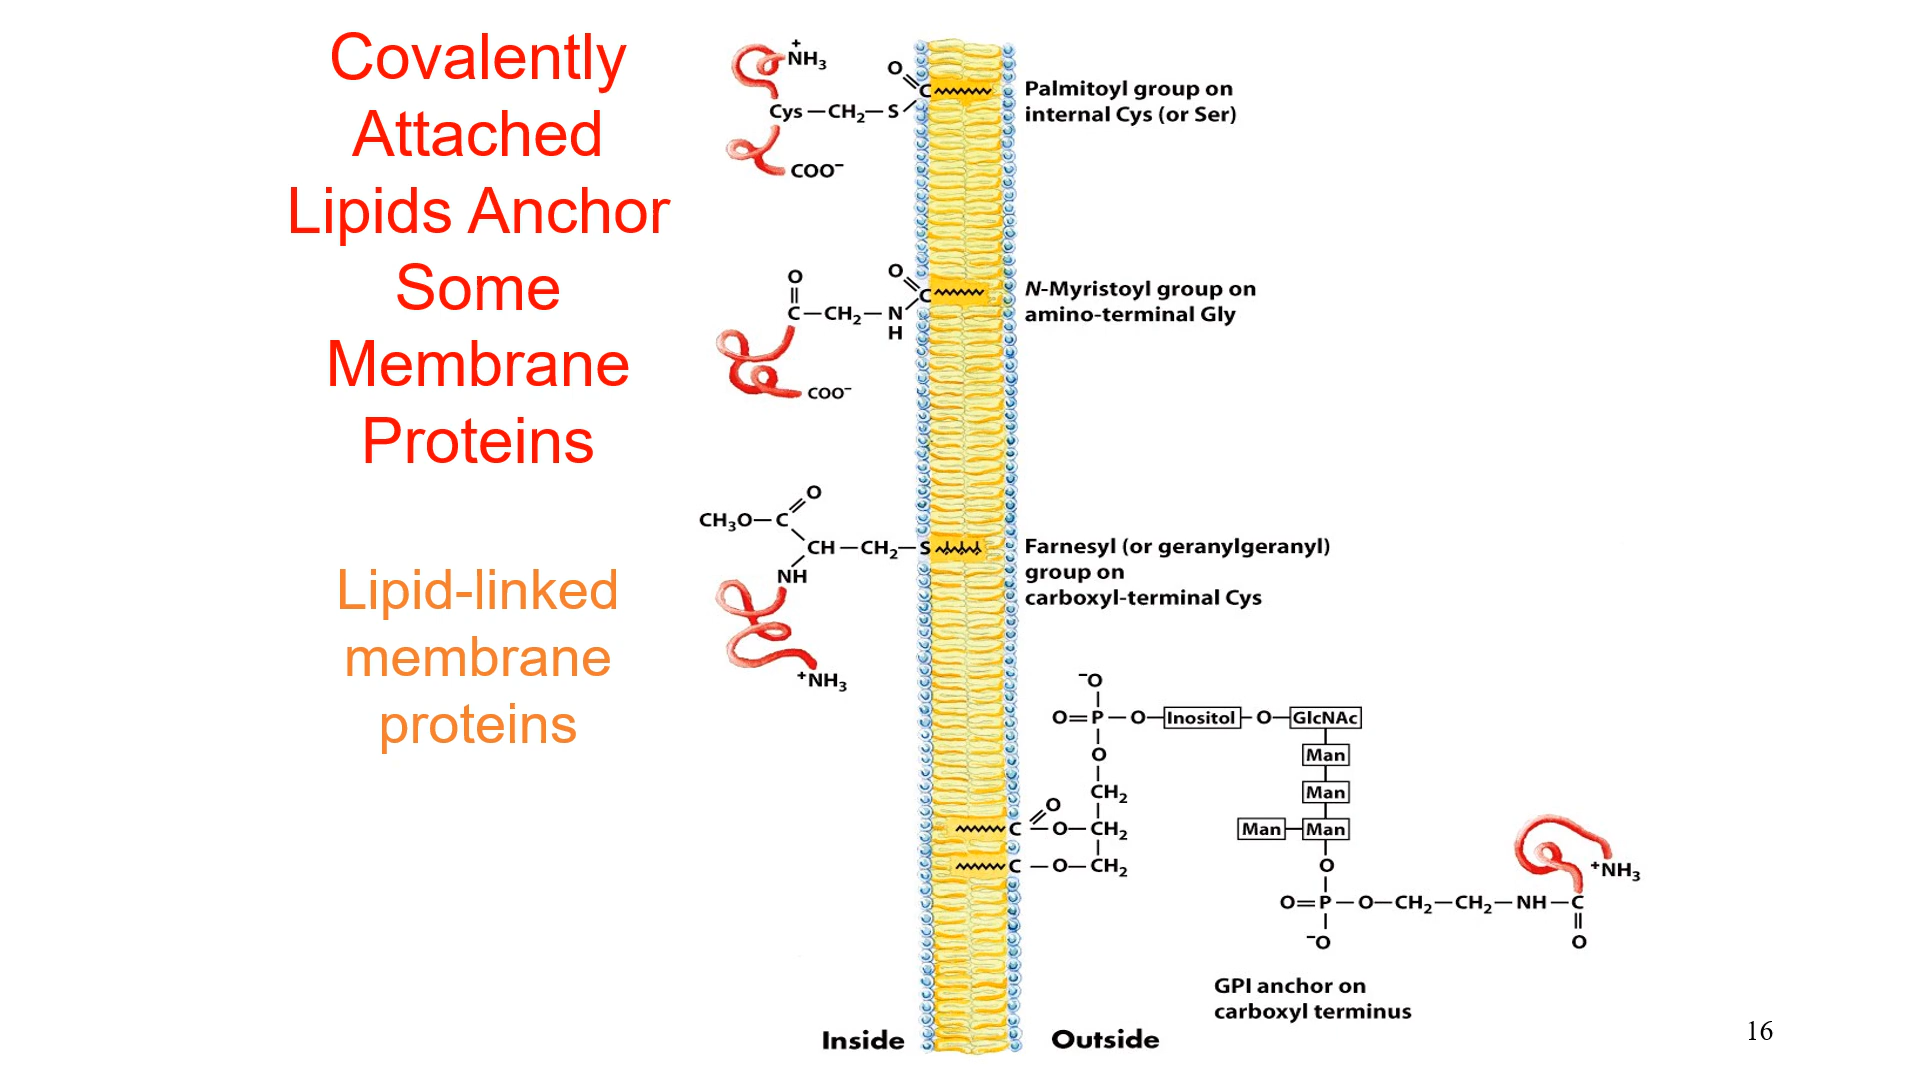 Covalently
Attached
Lipids Anchor
Some
Membrane
Proteins
Lipid-linked
membrane
proteins
+
NH3
O
C
Cys—CH2—S
COO−
Palmitoyl group on
internal Cys (or Ser)
O
O
C
C—CH2—N
H
COO−
N-Myristoyl group on
amino-terminal Gly
O
CH3O—C
CH—CH2—S
NH
+NH3
Farnesyl (or geranylgeranyl)
group on
carboxyl-terminal Cys
−O
O=P—O—Inositol—O—GlcNAc
O
Man
CH2
Man
O
C—O—CH2
Man—Man
C—O—CH2
O
+NH3
O=P—O—CH2—CH2—NH—C
−O
O
GPI anchor on
carboxyl terminus
Inside
Outside
16